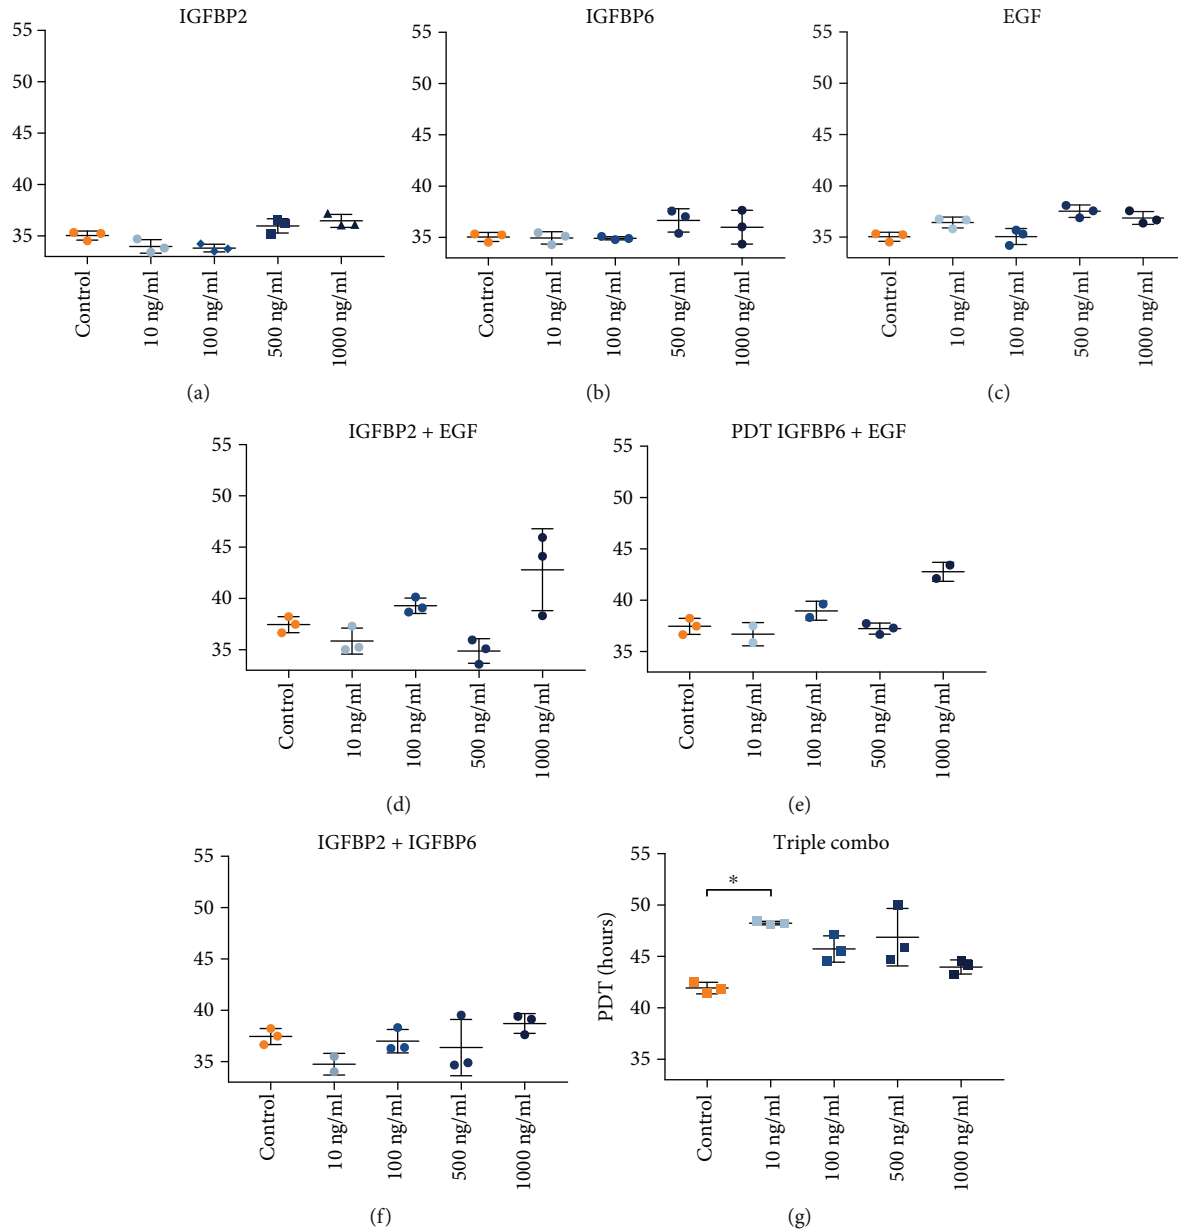 IGFBP2
55
50
45
40
35
Control
10 ng/ml
100 ng/ml
500 ng/ml
1000 ng/ml
(a)
IGFBP6
55
50
45
40
35
Control
10 ng/ml
100 ng/ml
500 ng/ml
1000 ng/ml
(b)
EGF
55
50
45
40
35
Control
10 ng/ml
100 ng/ml
500 ng/ml
1000 ng/ml
(c)
IGFBP2 + EGF
55
50
45
40
35
Control
10 ng/ml
100 ng/ml
500 ng/ml
1000 ng/ml
(d)
PDT IGFBP6 + EGF
55
50
45
40
35
Control
10 ng/ml
100 ng/ml
500 ng/ml
1000 ng/ml
(e)
IGFBP2 + IGFBP6
55
50
45
40
35
Control
10 ng/ml
100 ng/ml
500 ng/ml
1000 ng/ml
(f)
Triple combo
PDT (hours)
55
50
45
40
35
*
Control
10 ng/ml
100 ng/ml
500 ng/ml
1000 ng/ml
(g)